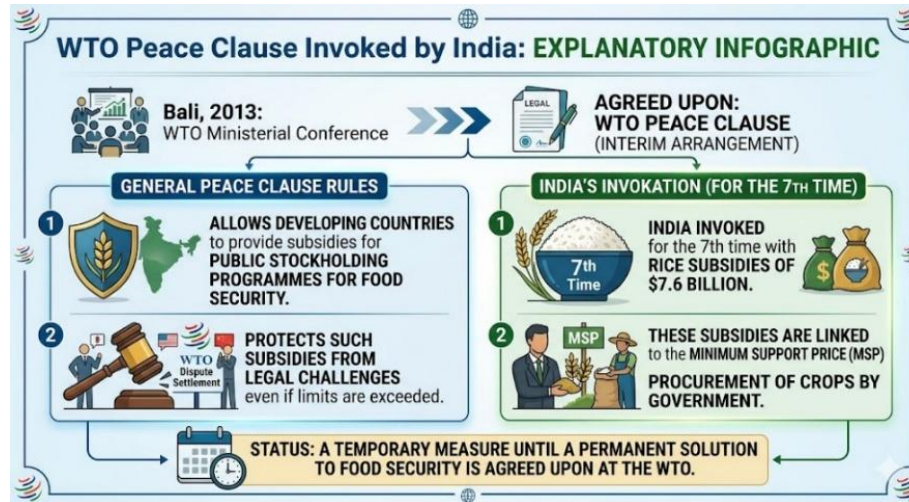 WTO Peace Clause Invoked by India: EXPLANATORY INFOGRAPHIC
Bali, 2013:
WTO Ministerial Conference
LEGAL
AGREED UPON:
WTO PEACE CLAUSE
(INTERIM ARRANGEMENT)
GENERAL PEACE CLAUSE RULES
1
ALLOWS DEVELOPING COUNTRIES
to provide subsidies for
PUBLIC STOCKHOLDING
PROGRAMMES FOR FOOD
SECURITY.
2
WTO
Dispute
Settlement
PROTECTS SUCH
SUBSIDIES FROM
LEGAL CHALLENGES
even if limits are exceeded.
INDIA'S INVOKATION (FOR THE 7TH TIME)
1
7th
Time
INDIA INVOKED
for the 7th time with
RICE SUBSIDIES OF
$7.6 BILLION.
$
2
MSP
THESE SUBSIDIES ARE LINKED
to the MINIMUM SUPPORT PRICE (MSP)
PROCUREMENT OF CROPS BY
GOVERNMENT.
STATUS: A TEMPORARY MEASURE UNTIL A PERMANENT SOLUTION
TO FOOD SECURITY IS AGREED UPON AT THE WTO.